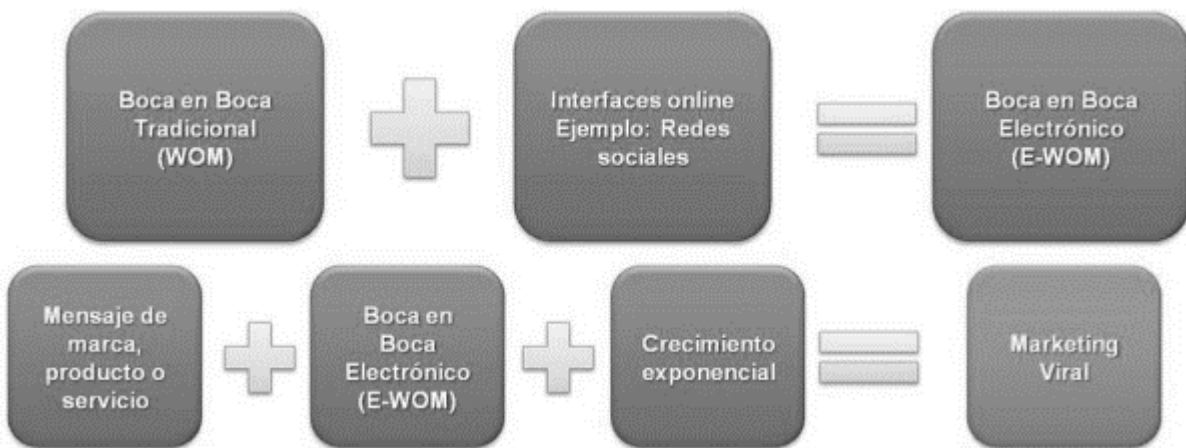 Boca en Boca
Tradicional
(WOM)
Interfaces online
Ejemplo: Redes
sociales
Boca en Boca
Electrónico
(E-WOM)
Mensaje de
marca,
producto o
servicio
Boca en
Boca
Electrónico
(E-WOM)
Crecimiento
exponencial
Marketing
Viral